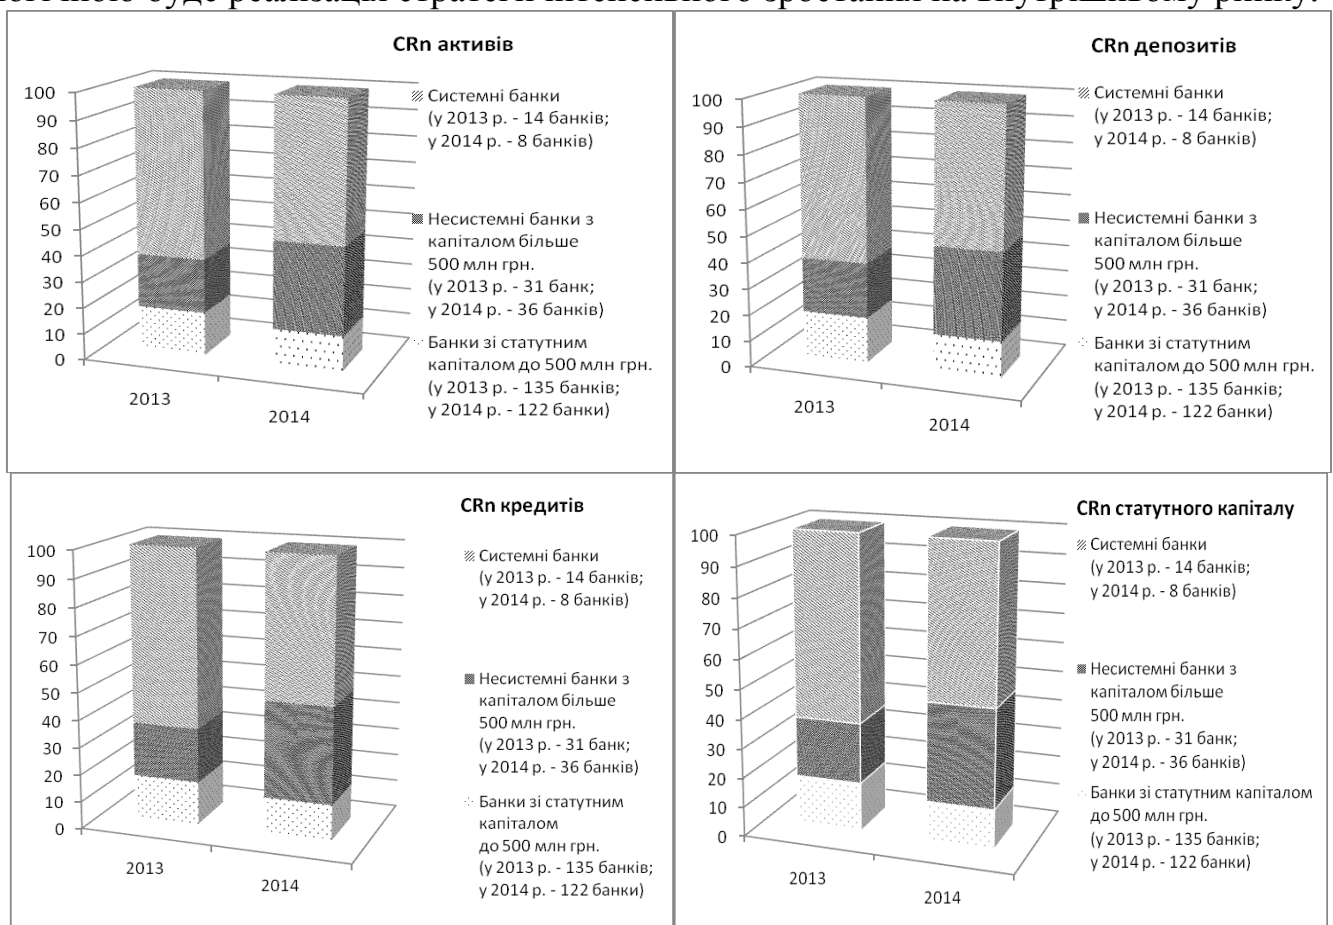 буде реалізація стратегії інтенсивного зростання на внутрішньому ринку.
CRn активів
100
90
80
70
60
50
40
30
20
10
0
2013
2014
Системні банки
(у 2013 р. - 14 банків;
у 2014 р. - 8 банків)
Несистемні банки з
капіталом більше
500 млн грн.
(у 2013 р. - 31 банк;
у 2014 р. - 36 банків)
Банки зі статутним
капіталом до 500 млн грн.
(у 2013 р. - 135 банків;
у 2014 р. - 122 банки)
CRn депозитів
100
90
80
70
60
50
40
30
20
10
0
2013
2014
Системні банки
(у 2013 р. - 14 банків;
у 2014 р. - 8 банків)
Несистемні банки з
капіталом більше
500 млн грн.
(у 2013 р. - 31 банк;
у 2014 р. - 36 банків)
Банки зі статутним
капіталом до 500 млн грн.
(у 2013 р. - 135 банків;
у 2014 р. - 122 банки)
CRn кредитів
100
90
80
70
60
50
40
30
20
10
0
2013
2014
Системні банки
(у 2013 р. - 14 банків;
у 2014 р. - 8 банків)
Несистемні банки з
капіталом більше
500 млн грн.
(у 2013 р. - 31 банк;
у 2014 р. - 36 банків)
Банки зі статутним
капіталом
до 500 млн грн.
(у 2013 р. - 135 банків;
у 2014 р. - 122 банки)
CRn статутного капіталу
100
90
80
70
60
50
40
30
20
10
0
2013
2014
Системні банки
(у 2013 р. - 14 банків;
у 2014 р. - 8 банків)
Несистемні банки з
капіталом більше
500 млн грн.
(у 2013 р. - 31 банк;
у 2014 р. - 36 банків)
Банки зі статутним капіталом
до 500 млн грн.
(у 2013 р. - 135 банків;
у 2014 р. - 122 банки)